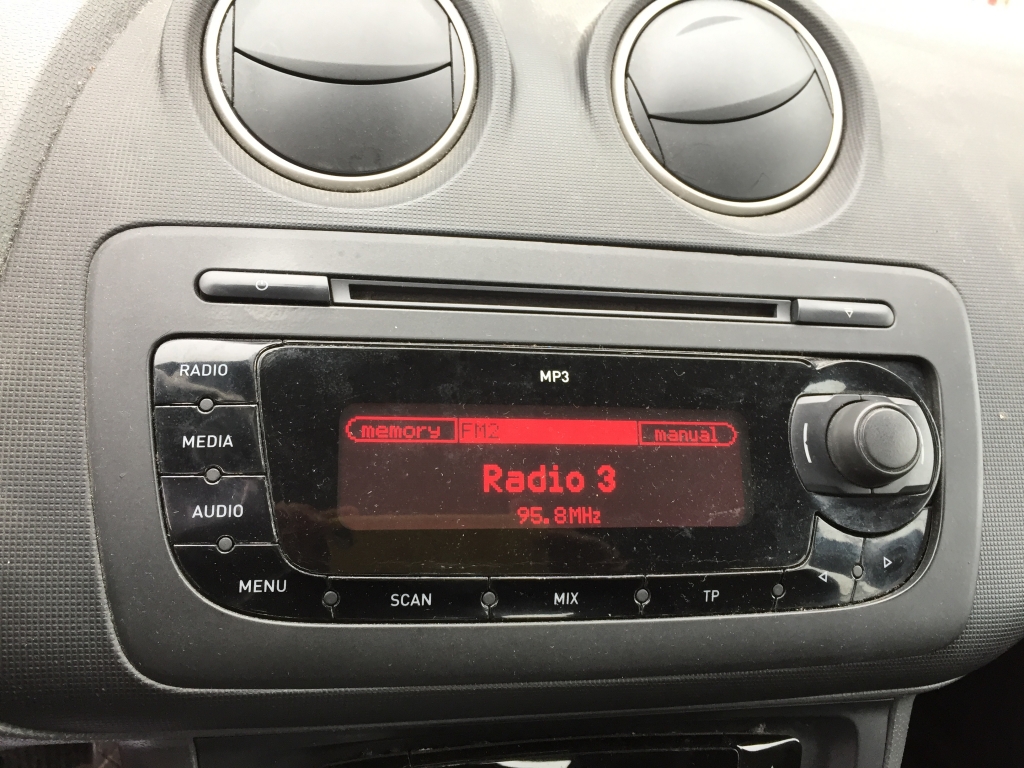 RADIO
MP3
memory FM2 manual
MEDIA
Radio 3
AUDIO
95.8MHz
MENU SCAN MIX TP